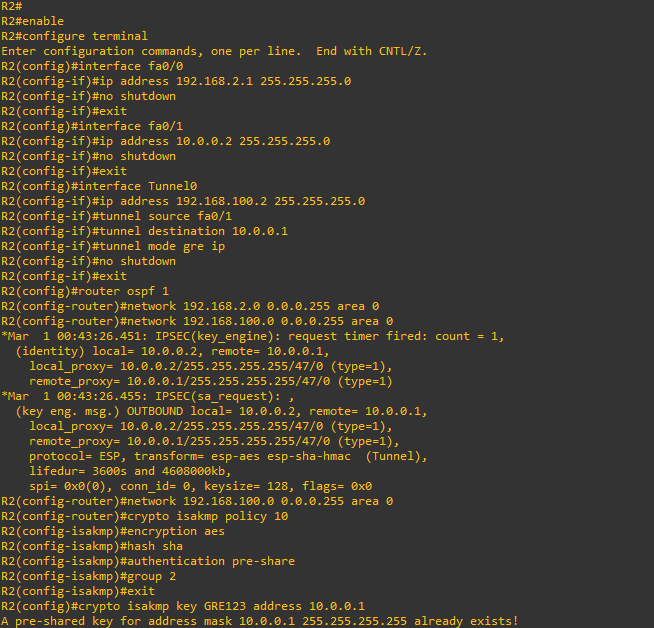 R2#
R2#enable
R2#configure terminal
Enter configuration commands, one per line.  End with CNTL/Z.
R2(config)#interface fa0/0
R2(config-if)#ip address 192.168.2.1 255.255.255.0
R2(config-if)#no shutdown
R2(config-if)#exit
R2(config)#interface fa0/1
R2(config-if)#ip address 10.0.0.2 255.255.255.0
R2(config-if)#no shutdown
R2(config-if)#exit
R2(config)#interface Tunnel0
R2(config-if)#ip address 192.168.100.2 255.255.255.0
R2(config-if)#tunnel source fa0/1
R2(config-if)#tunnel destination 10.0.0.1
R2(config-if)#tunnel mode gre ip
R2(config-if)#no shutdown
R2(config-if)#exit
R2(config)#router ospf 1
R2(config-router)#network 192.168.2.0 0.0.0.255 area 0
R2(config-router)#network 192.168.100.0 0.0.0.255 area 0
*Mar  1 00:43:26.451: IPSEC(key_engine): request timer fired: count = 1,
  (identity) local= 10.0.0.2, remote= 10.0.0.1,
    local_proxy= 10.0.0.2/255.255.255.255/47/0 (type=1),
    remote_proxy= 10.0.0.1/255.255.255.255/47/0 (type=1)
*Mar  1 00:43:26.455: IPSEC(sa_request): ,
  (key eng. msg.) OUTBOUND local= 10.0.0.2, remote= 10.0.0.1,
    local_proxy= 10.0.0.2/255.255.255.255/47/0 (type=1),
    remote_proxy= 10.0.0.1/255.255.255.255/47/0 (type=1),
    protocol= ESP, transform= esp-aes esp-sha-hmac  (Tunnel),
    lifedur= 3600s and 4608000kb,
    spi= 0x0(0), conn_id= 0, keysize= 128, flags= 0x0
R2(config-router)#network 192.168.100.0 0.0.0.255 area 0
R2(config-router)#crypto isakmp policy 10
R2(config-isakmp)#encryption aes
R2(config-isakmp)#hash sha
R2(config-isakmp)#authentication pre-share
R2(config-isakmp)#group 2
R2(config-isakmp)#exit
R2(config)#crypto isakmp key GRE123 address 10.0.0.1
A pre-shared key for address mask 10.0.0.1 255.255.255.255 already exists!